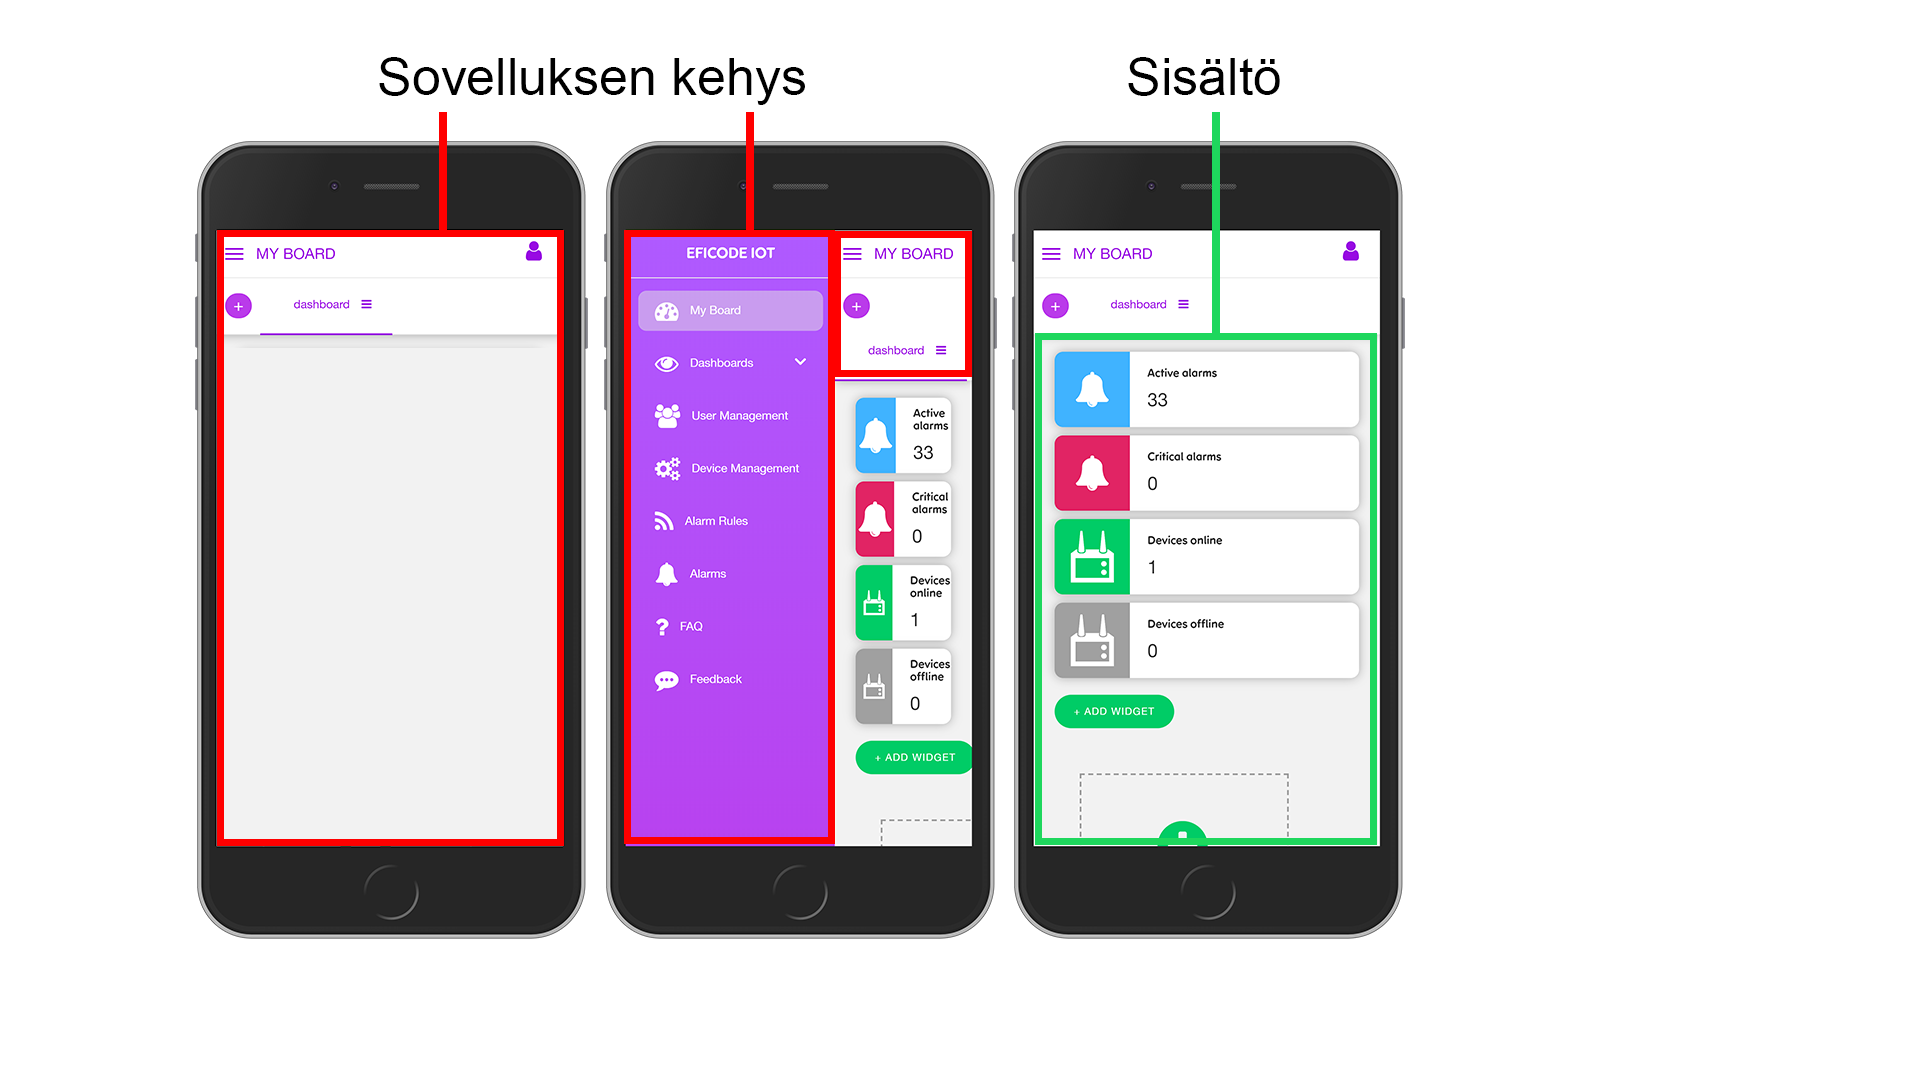 Sovelluksen kehys
Sisältö
MY BOARD
+
dashboard
EFICODE IOT
My Board
Dashboards
User Management
Device Management
Alarm Rules
Alarms
? FAQ
Feedback
MY BOARD
+
dashboard
Active
alarms
33
Critical
alarms
0
Devices
online
1
Devices
offline
0
+ ADD WIDGET
MY BOARD
+
dashboard
Active alarms
33
Critical alarms
0
Devices online
1
Devices offline
0
+ ADD WIDGET